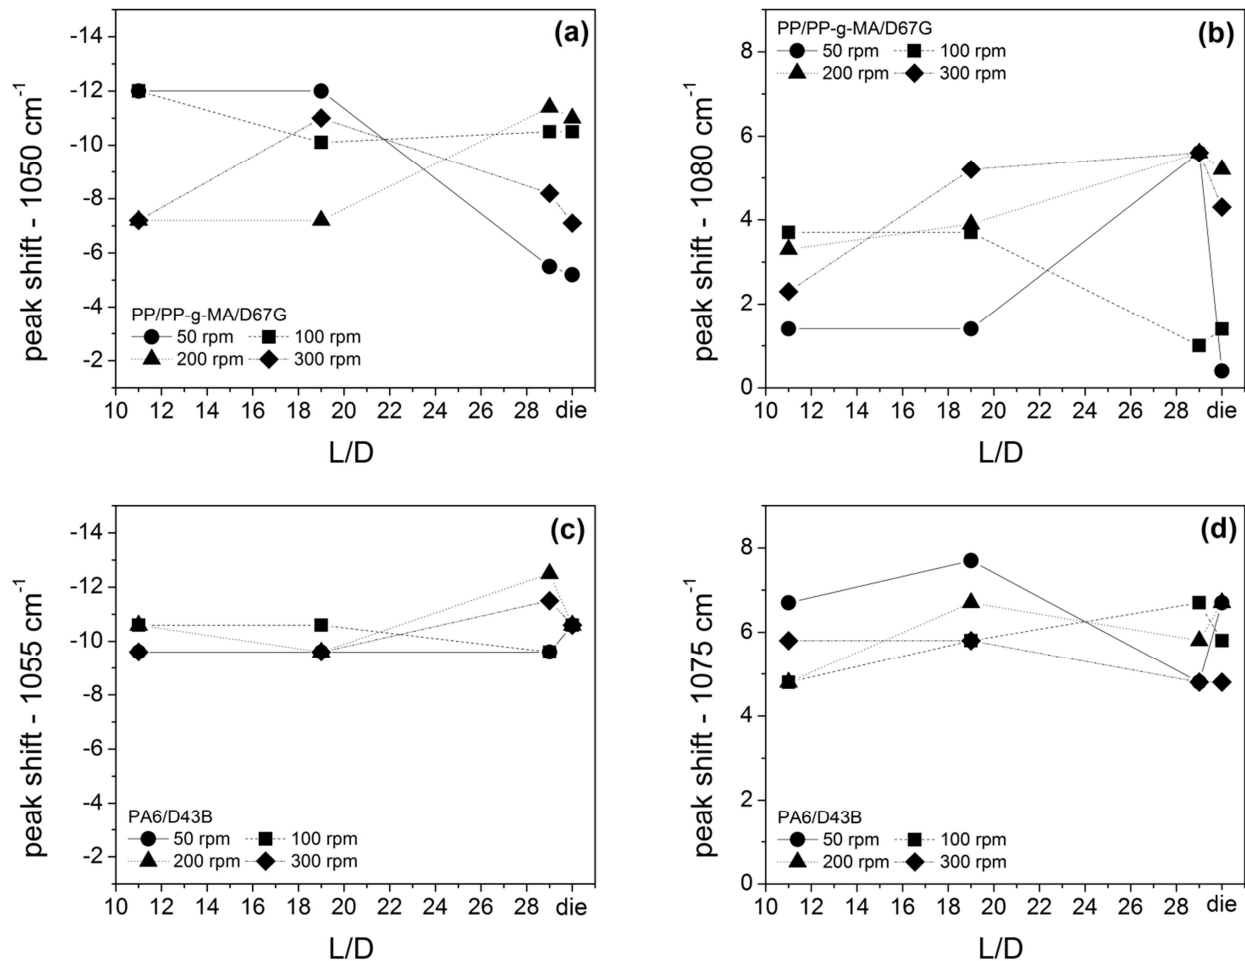 (a)
peak shift - 1050 cm-1
-14
-12
-10
-8
-6
-4
-2
PP/PP-g-MA/D67G
50 rpm 100 rpm
200 rpm 300 rpm
10 12 14 16 18 20 22 24 26 28 die
L/D
(b)
peak shift - 1080 cm-1
PP/PP-g-MA/D67G
50 rpm 100 rpm
200 rpm 300 rpm
8
6
4
2
0
10 12 14 16 18 20 22 24 26 28 die
L/D
(c)
peak shift - 1055 cm-1
-14
-12
-10
-8
-6
-4
-2
PA6/D43B
50 rpm 100 rpm
200 rpm 300 rpm
10 12 14 16 18 20 22 24 26 28 die
L/D
(d)
peak shift - 1075 cm-1
8
6
4
2
0
PA6/D43B
50 rpm 100 rpm
200 rpm 300 rpm
10 12 14 16 18 20 22 24 26 28 die
L/D